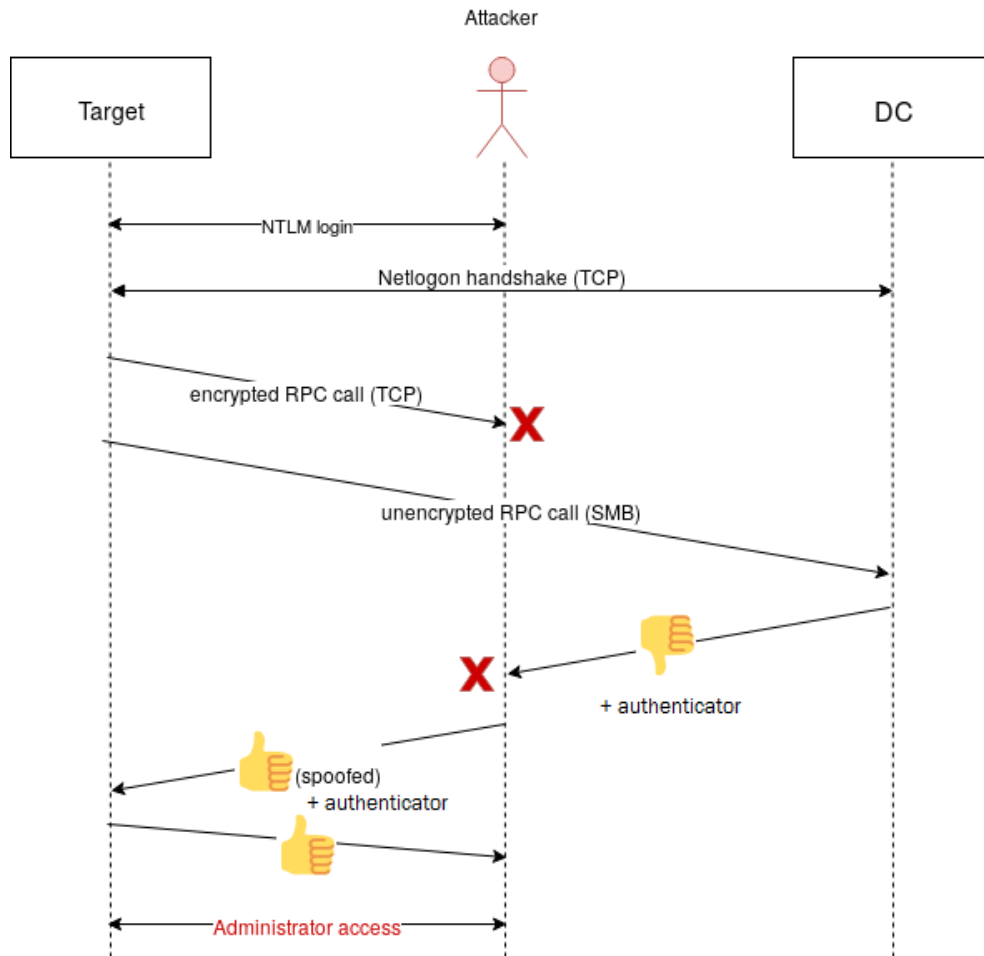 Attacker
Target
DC
NTLM login
Netlogon handshake (TCP)
encrypted RPC call (TCP)
X
unencrypted RPC call (SMB)
X
+ authenticator
(spoofed)
+ authenticator
Administrator access